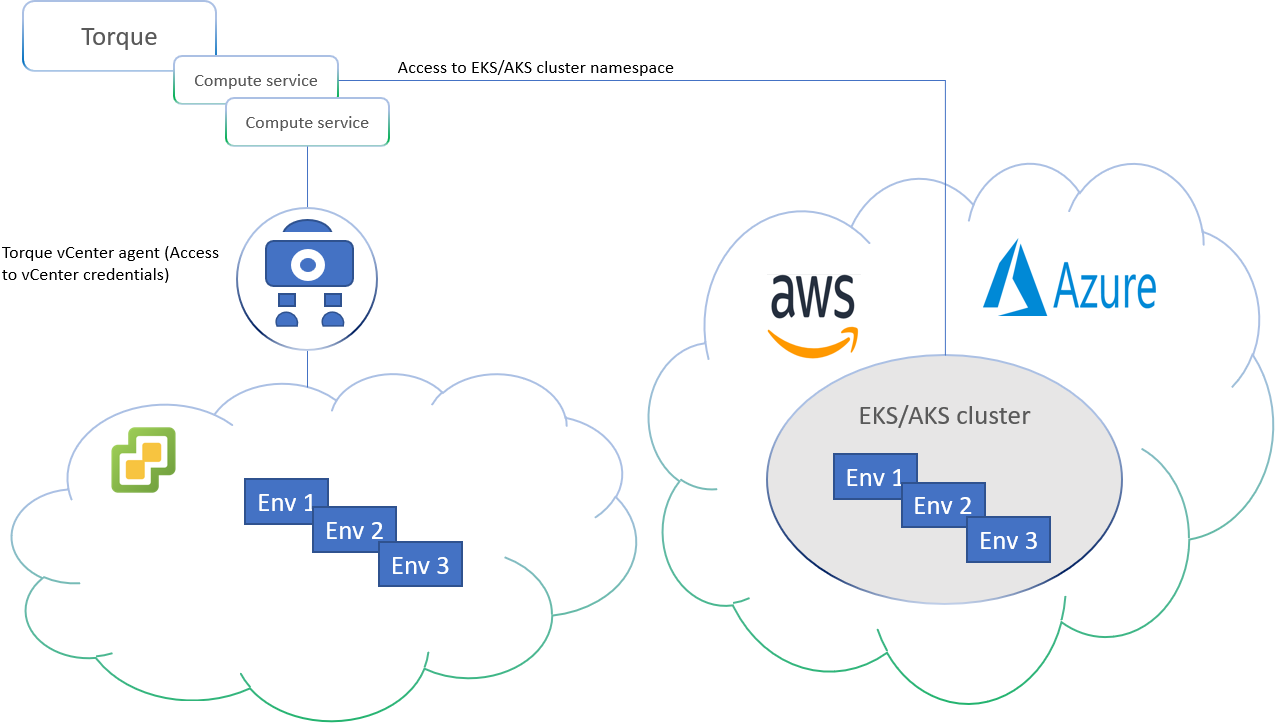 Torque
Compute service
Compute service
Access to EKS/AKS cluster namespace
Torque vCenter agent (Access
to vCenter credentials)
aws
Azure
EKS/AKS cluster
Env 1
Env 2
Env 3
Env 1
Env 2
Env 3